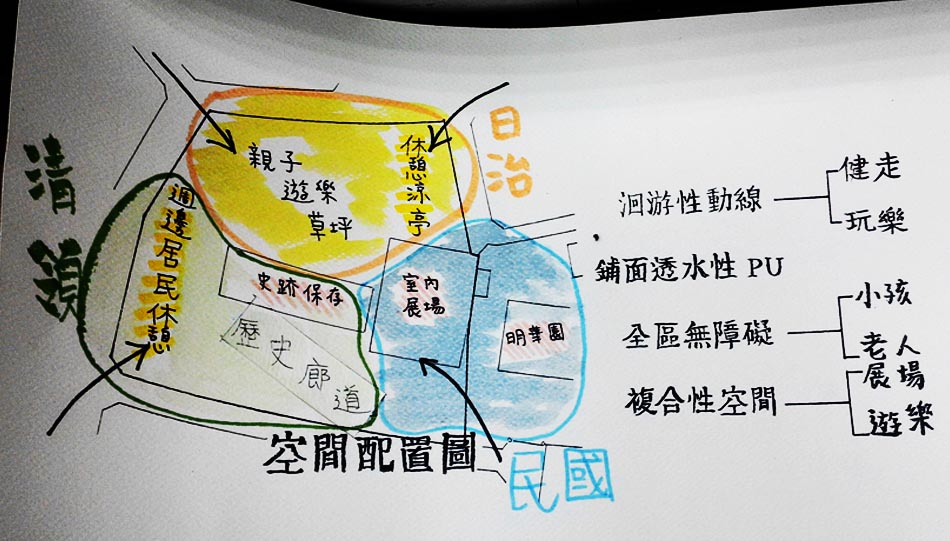 清領
日治
民國
親子
遊樂
草坪
休憩涼亭
週邊居民休憩
史跡保存
歷史廊道
室內
展場
明華園
空間配置圖
洄游性動線
健走
玩樂
鋪面透水性PU
全區無障礙
小孩
老人
複合性空間
展場
遊樂